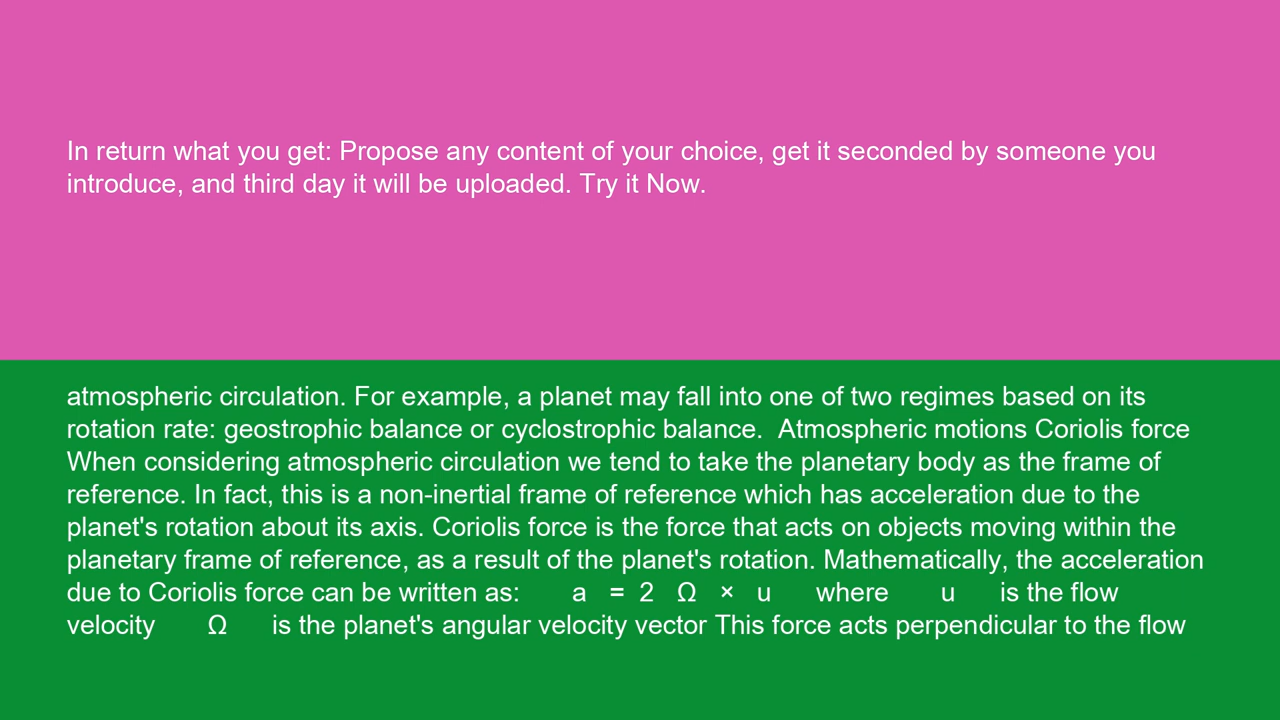 In return what you get: Propose any content of your choice, get it seconded by someone you
introduce, and third day it will be uploaded. Try it Now.
atmospheric circulation. For example, a planet may fall into one of two regimes based on its
rotation rate: geostrophic balance or cyclostrophic balance.  Atmospheric motions Coriolis force
When considering atmospheric circulation we tend to take the planetary body as the frame of
reference. In fact, this is a non-inertial frame of reference which has acceleration due to the
planet's rotation about its axis. Coriolis force is the force that acts on objects moving within the
planetary frame of reference, as a result of the planet's rotation. Mathematically, the acceleration
due to Coriolis force can be written as:       a   =  2   Ω   ×   u      where       u      is the flow
velocity       Ω      is the planet's angular velocity vector This force acts perpendicular to the flow